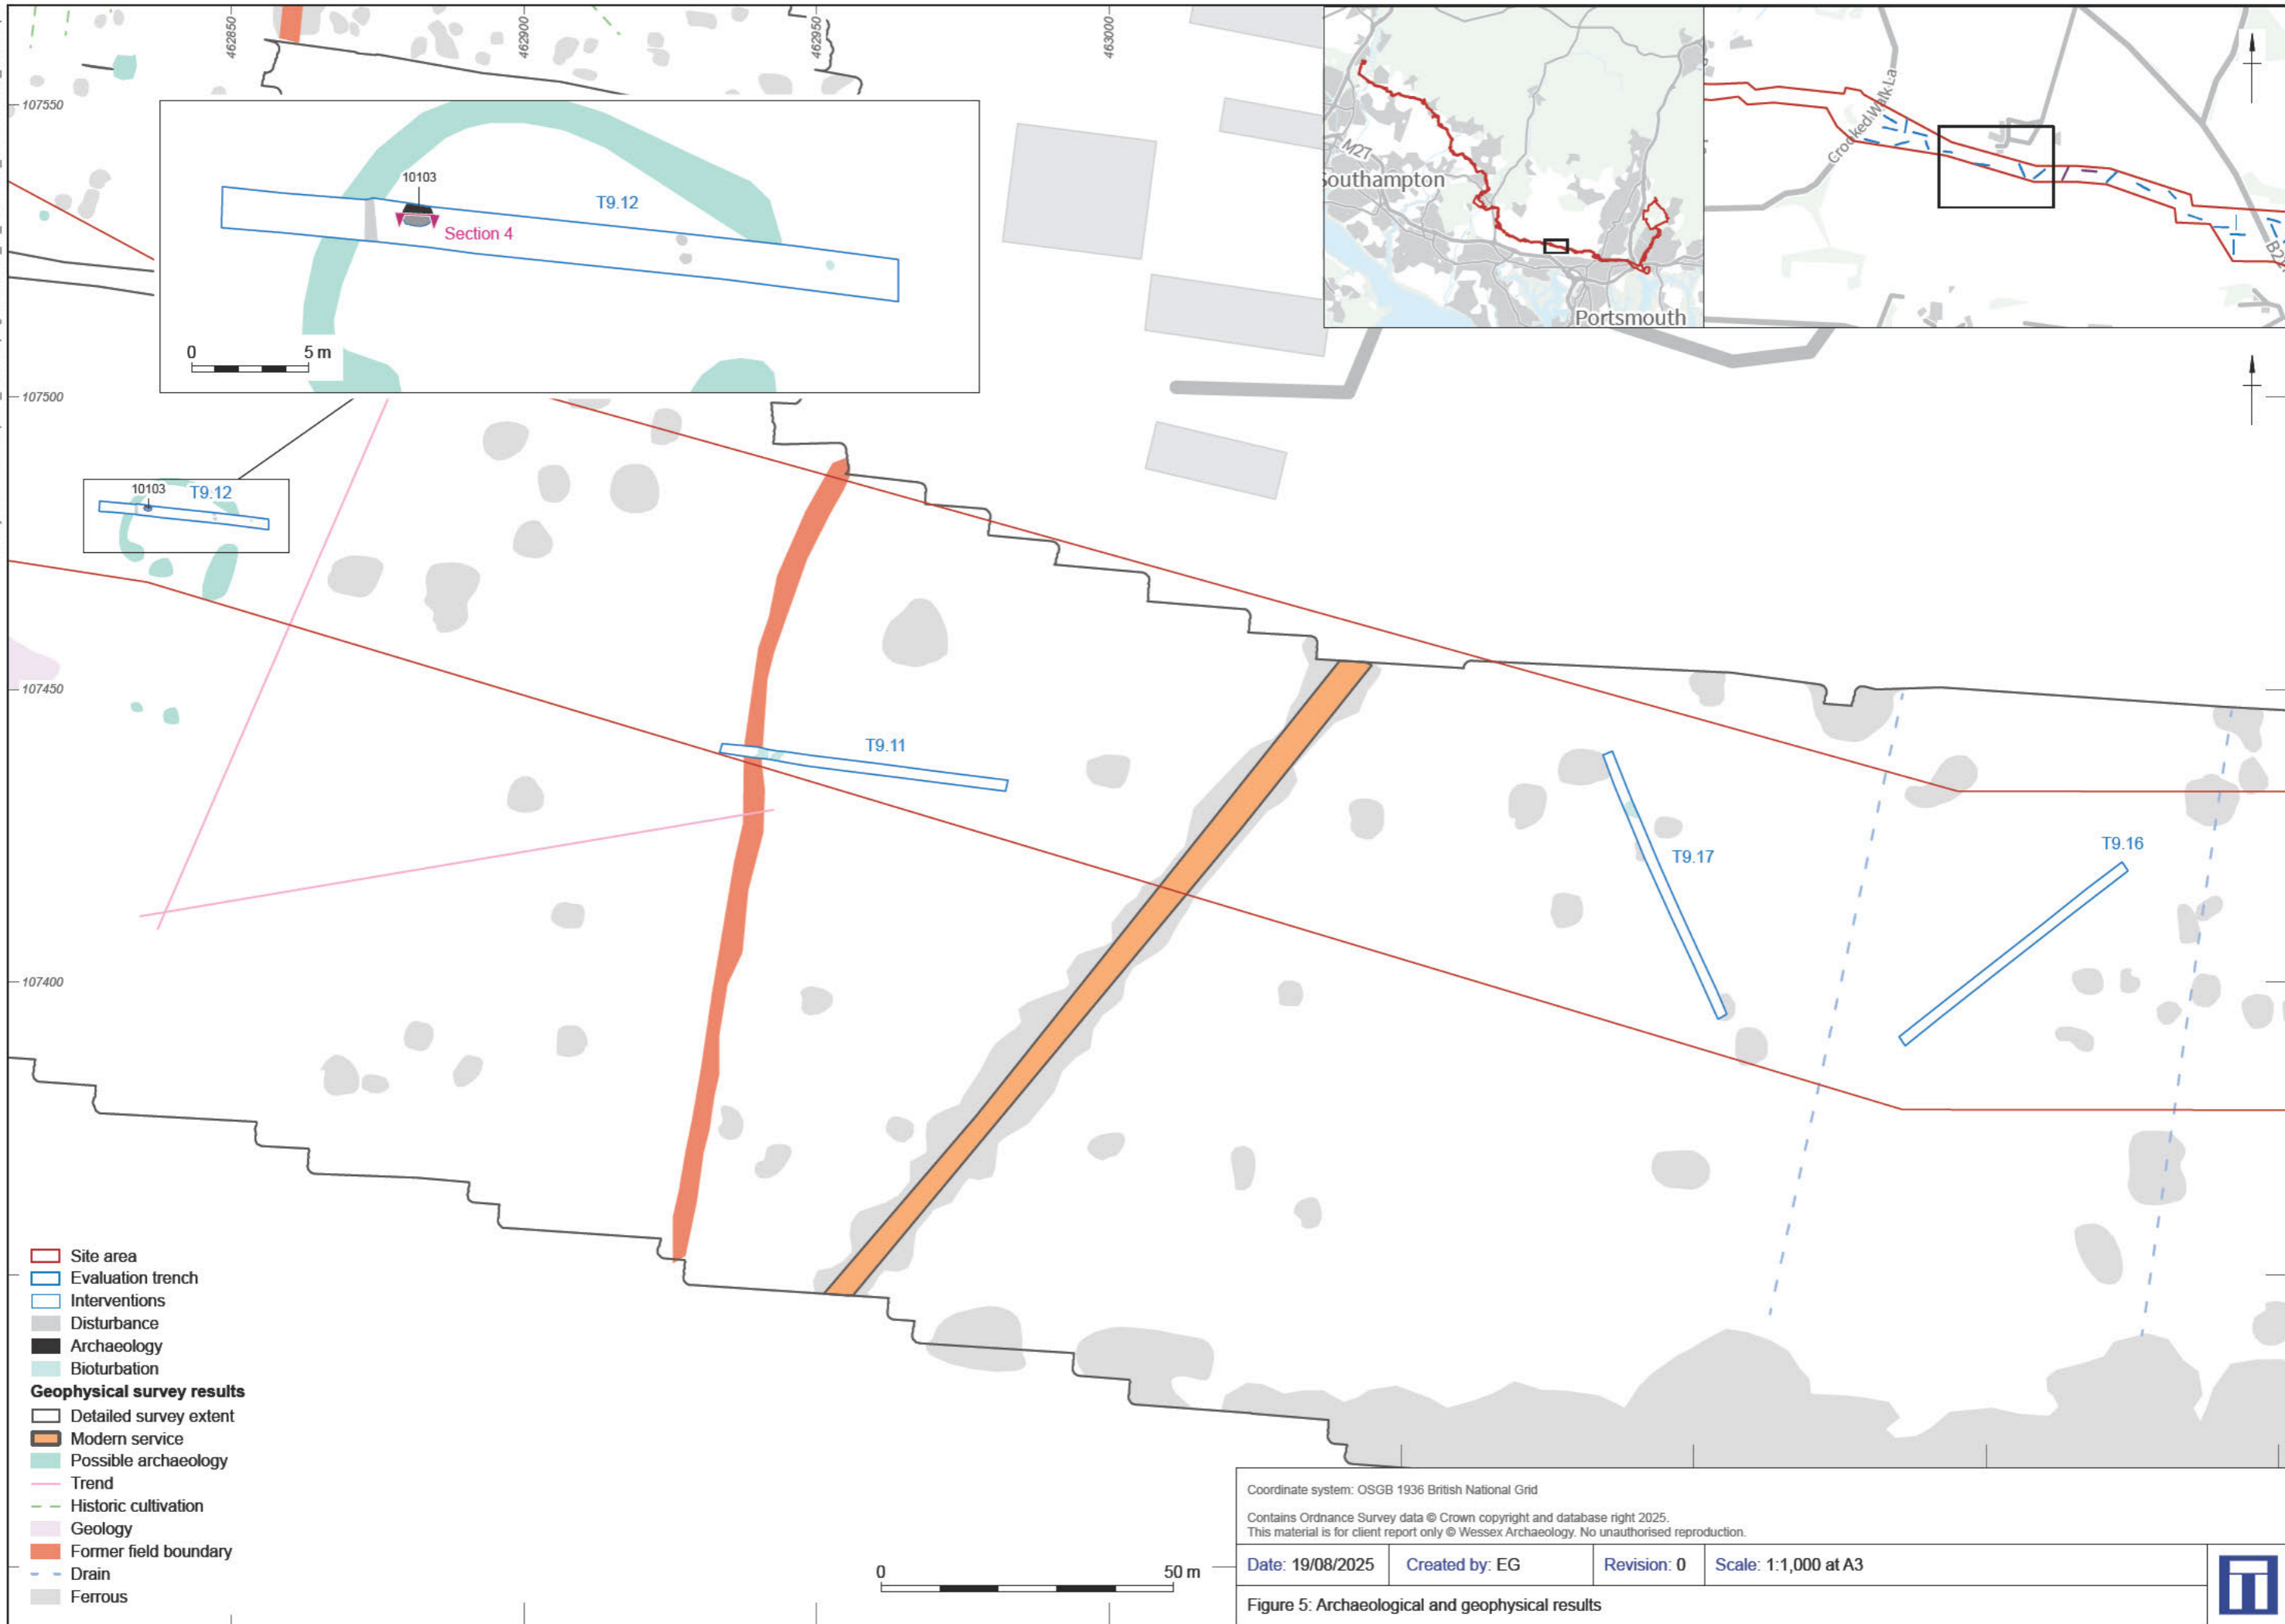 462850
462900
462950
463000
107550
107500
107450
107400
10103
T9.12
Section 4
0
5 m
10103
T9.12
T9.11
T9.17
T9.16
M27
Southampton
Portsmouth
Crooked Walk La
Site area
Evaluation trench
Interventions
Disturbance
Archaeology
Bioturbation
Geophysical survey results
Detailed survey extent
Modern service
Possible archaeology
Trend
Historic cultivation
Geology
Former field boundary
Drain
Ferrous
0
50 m
Coordinate system: OSGB 1936 British National Grid
Contains Ordnance Survey data © Crown copyright and database right 2025.
This material is for client report only © Wessex Archaeology. No unauthorised reproduction.
Date: 19/08/2025
Created by: EG
Revision: 0
Scale: 1:1,000 at A3
Figure 5: Archaeological and geophysical results